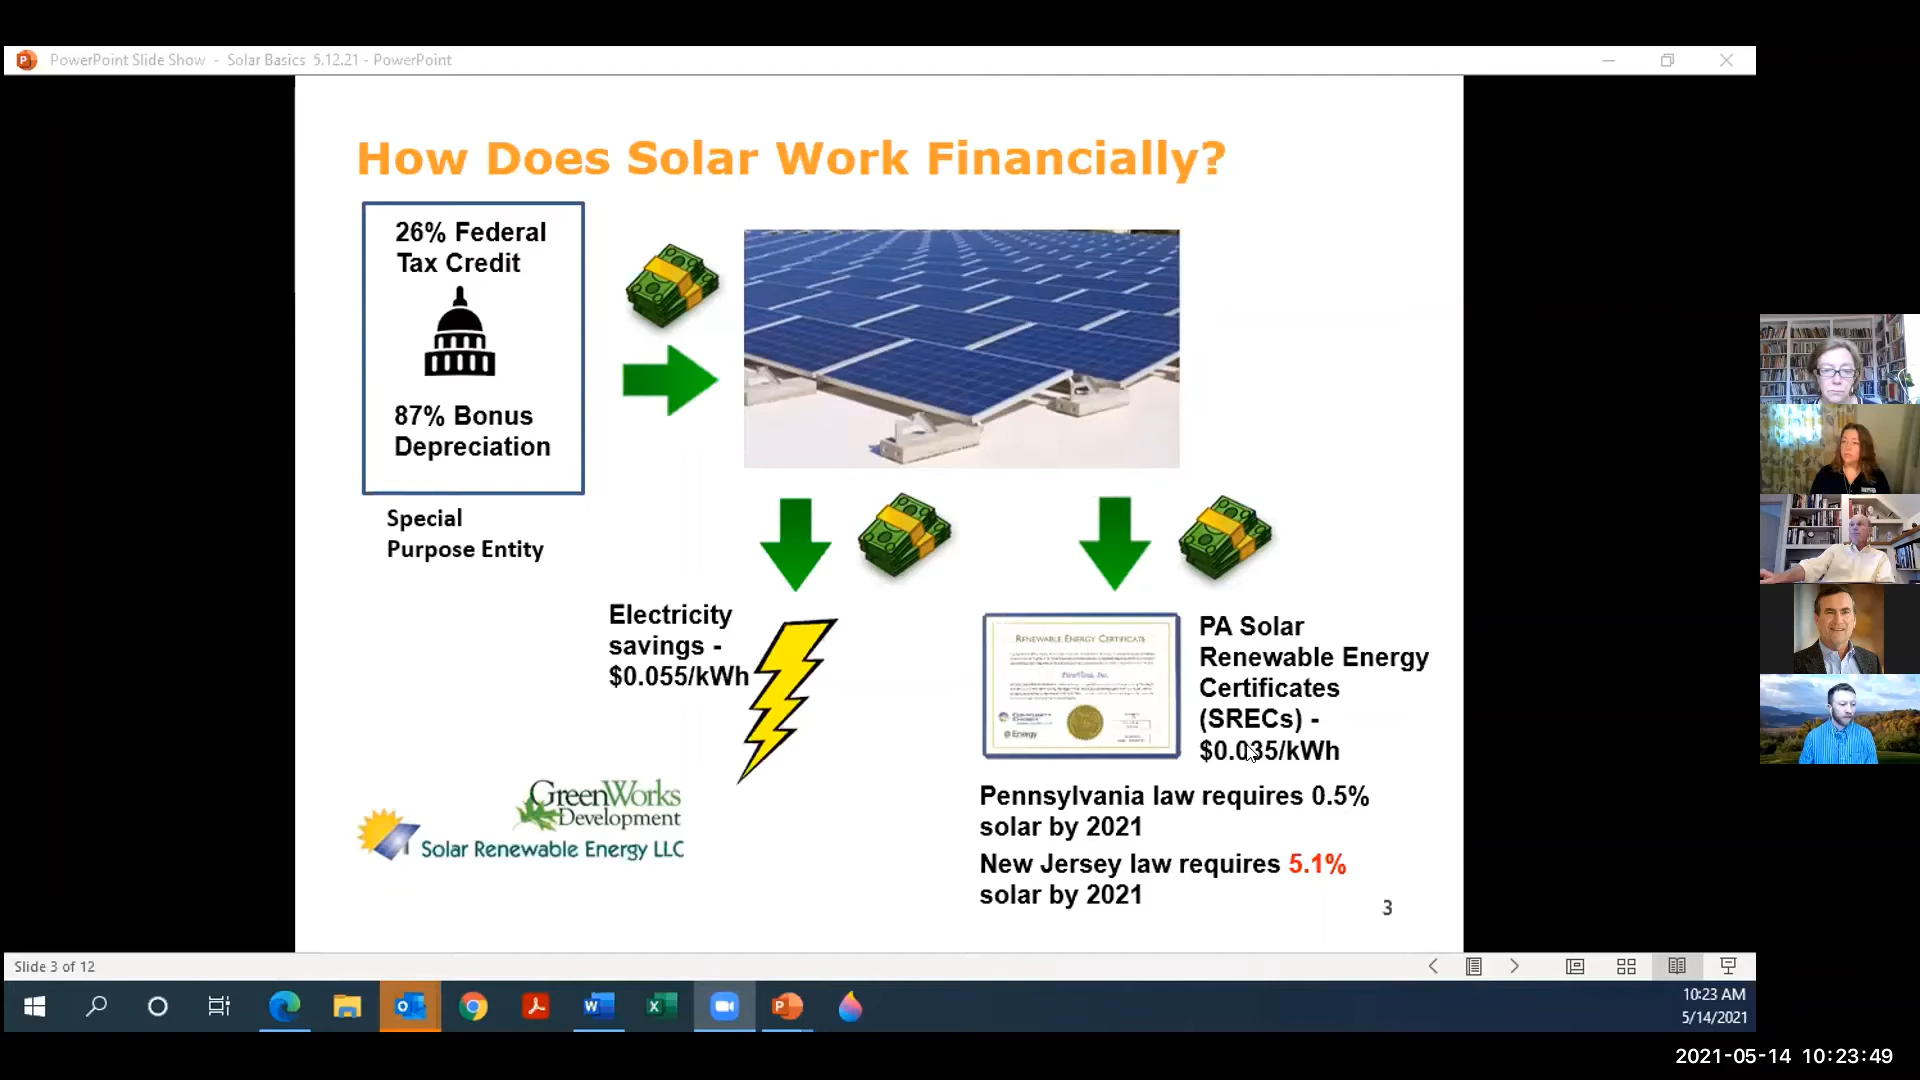 PowerPoint Slide Show - Solar Basics 5.12.21 - PowerPoint
How Does Solar Work Financially?
26% Federal
Tax Credit
87% Bonus
Depreciation
Special
Purpose Entity
Electricity
savings -
$0.055/kWh
RENEWABLE ENERGY CERTIFICATE
Energy
PA Solar
Renewable Energy
Certificates
(SRECs) -
$0.035/kWh
Pennsylvania law requires 0.5%
solar by 2021
New Jersey law requires 5.1%
solar by 2021
GreenWorks
Development
Solar Renewable Energy LLC
3
Slide 3 of 12
10:23 AM
5/14/2021
2021-05-14 10:23:49